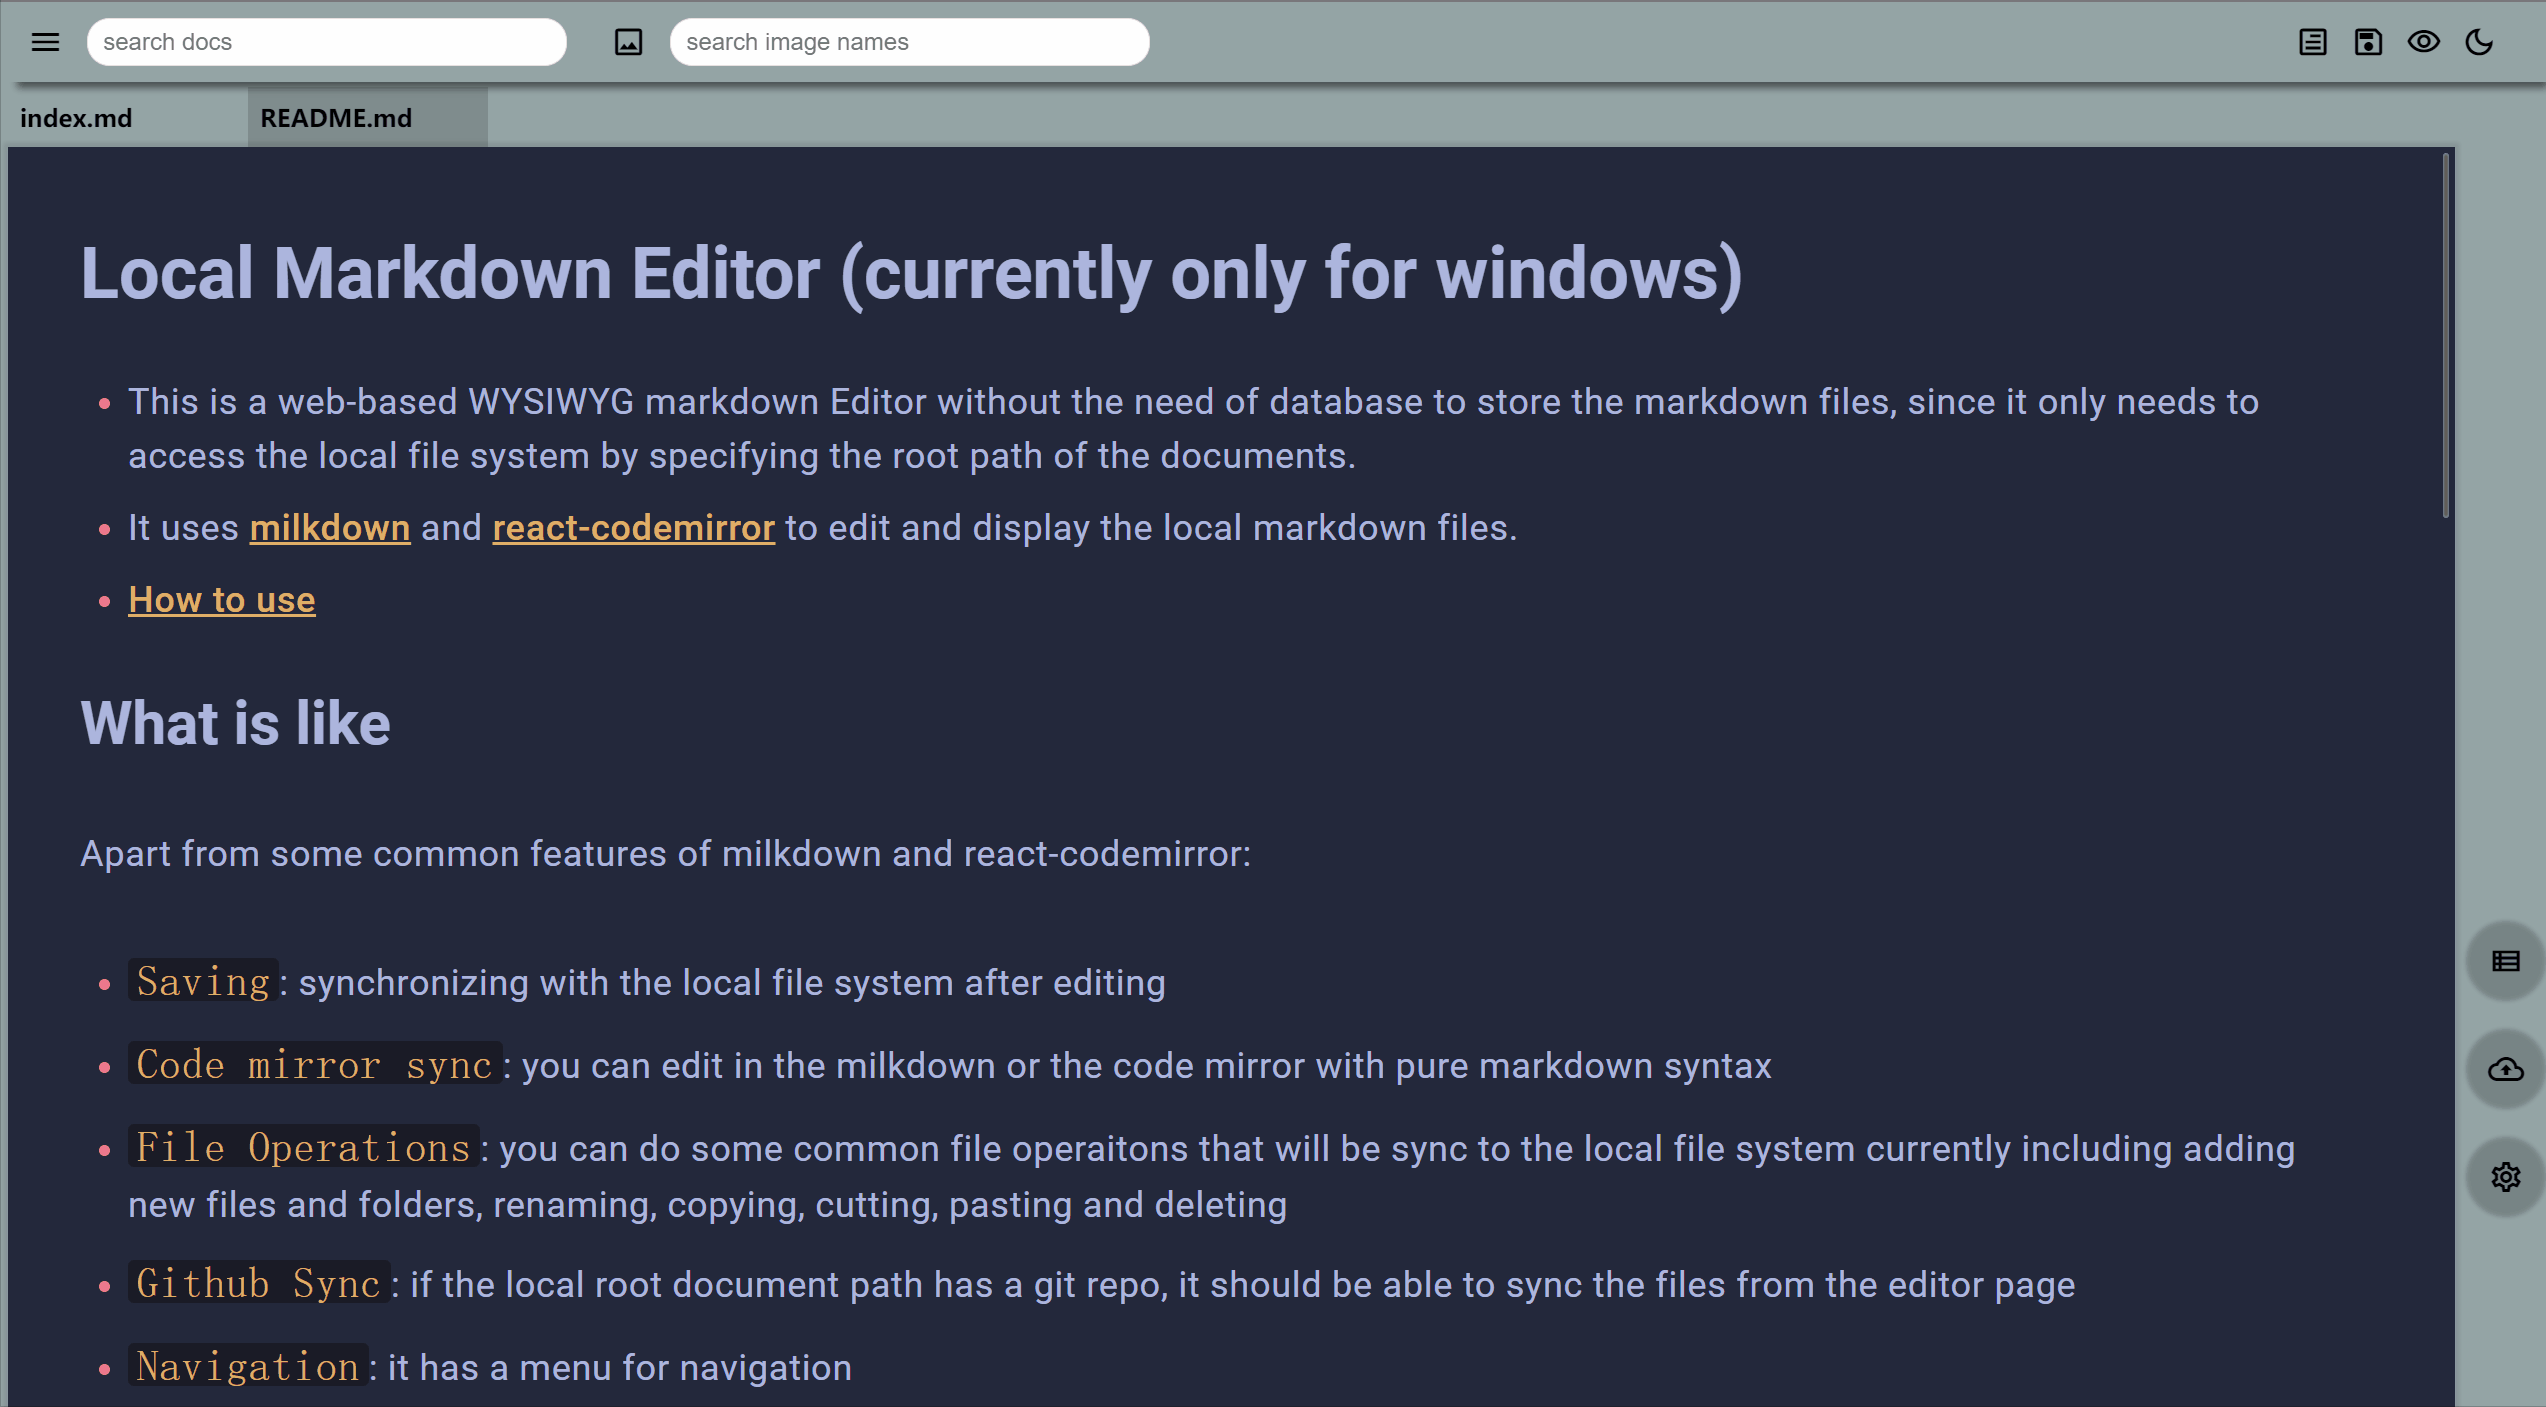 search docs
search image names
index.md
README.md
Local Markdown Editor (currently only for windows)
This is a web-based WYSIWYG markdown Editor without the need of database to store the markdown files, since it only needs to
access the local file system by specifying the root path of the documents.
It uses milkdown and react-codemirror to edit and display the local markdown files.
How to use
What is like
Apart from some common features of milkdown and react-codemirror:
Saving: synchronizing with the local file system after editing
Code mirror sync: you can edit in the milkdown or the code mirror with pure markdown syntax
File Operations: you can do some common file operaitons that will be sync to the local file system currently including adding
new files and folders, renaming, copying, cutting, pasting and deleting
Github Sync: if the local root document path has a git repo, it should be able to sync the files from the editor page
Navigation: it has a menu for navigation